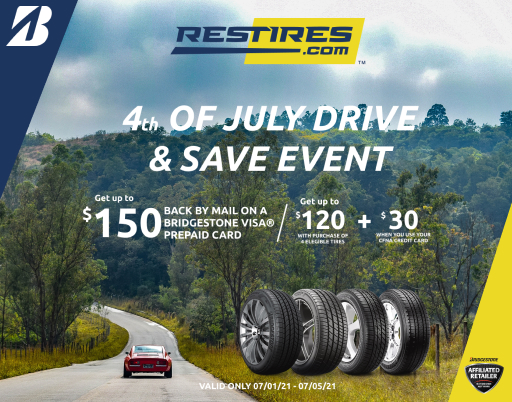 RESTIRES
.COM
TM
4th OF JULY DRIVE
& SAVE EVENT
Get up to
$150
BACK BY MAIL ON A
BRIDGESTONE VISA®
PREPAID CARD
/
Get up to
$120
WITH PURCHASE OF
4 ELEGIBLE TIRES
+
$30
WHEN YOU USE YOUR
CFNA CREDIT CARD
VALID ONLY 07/01/21 - 07/05/21
BRIDGESTONE
AFFILIATED
RETAILER